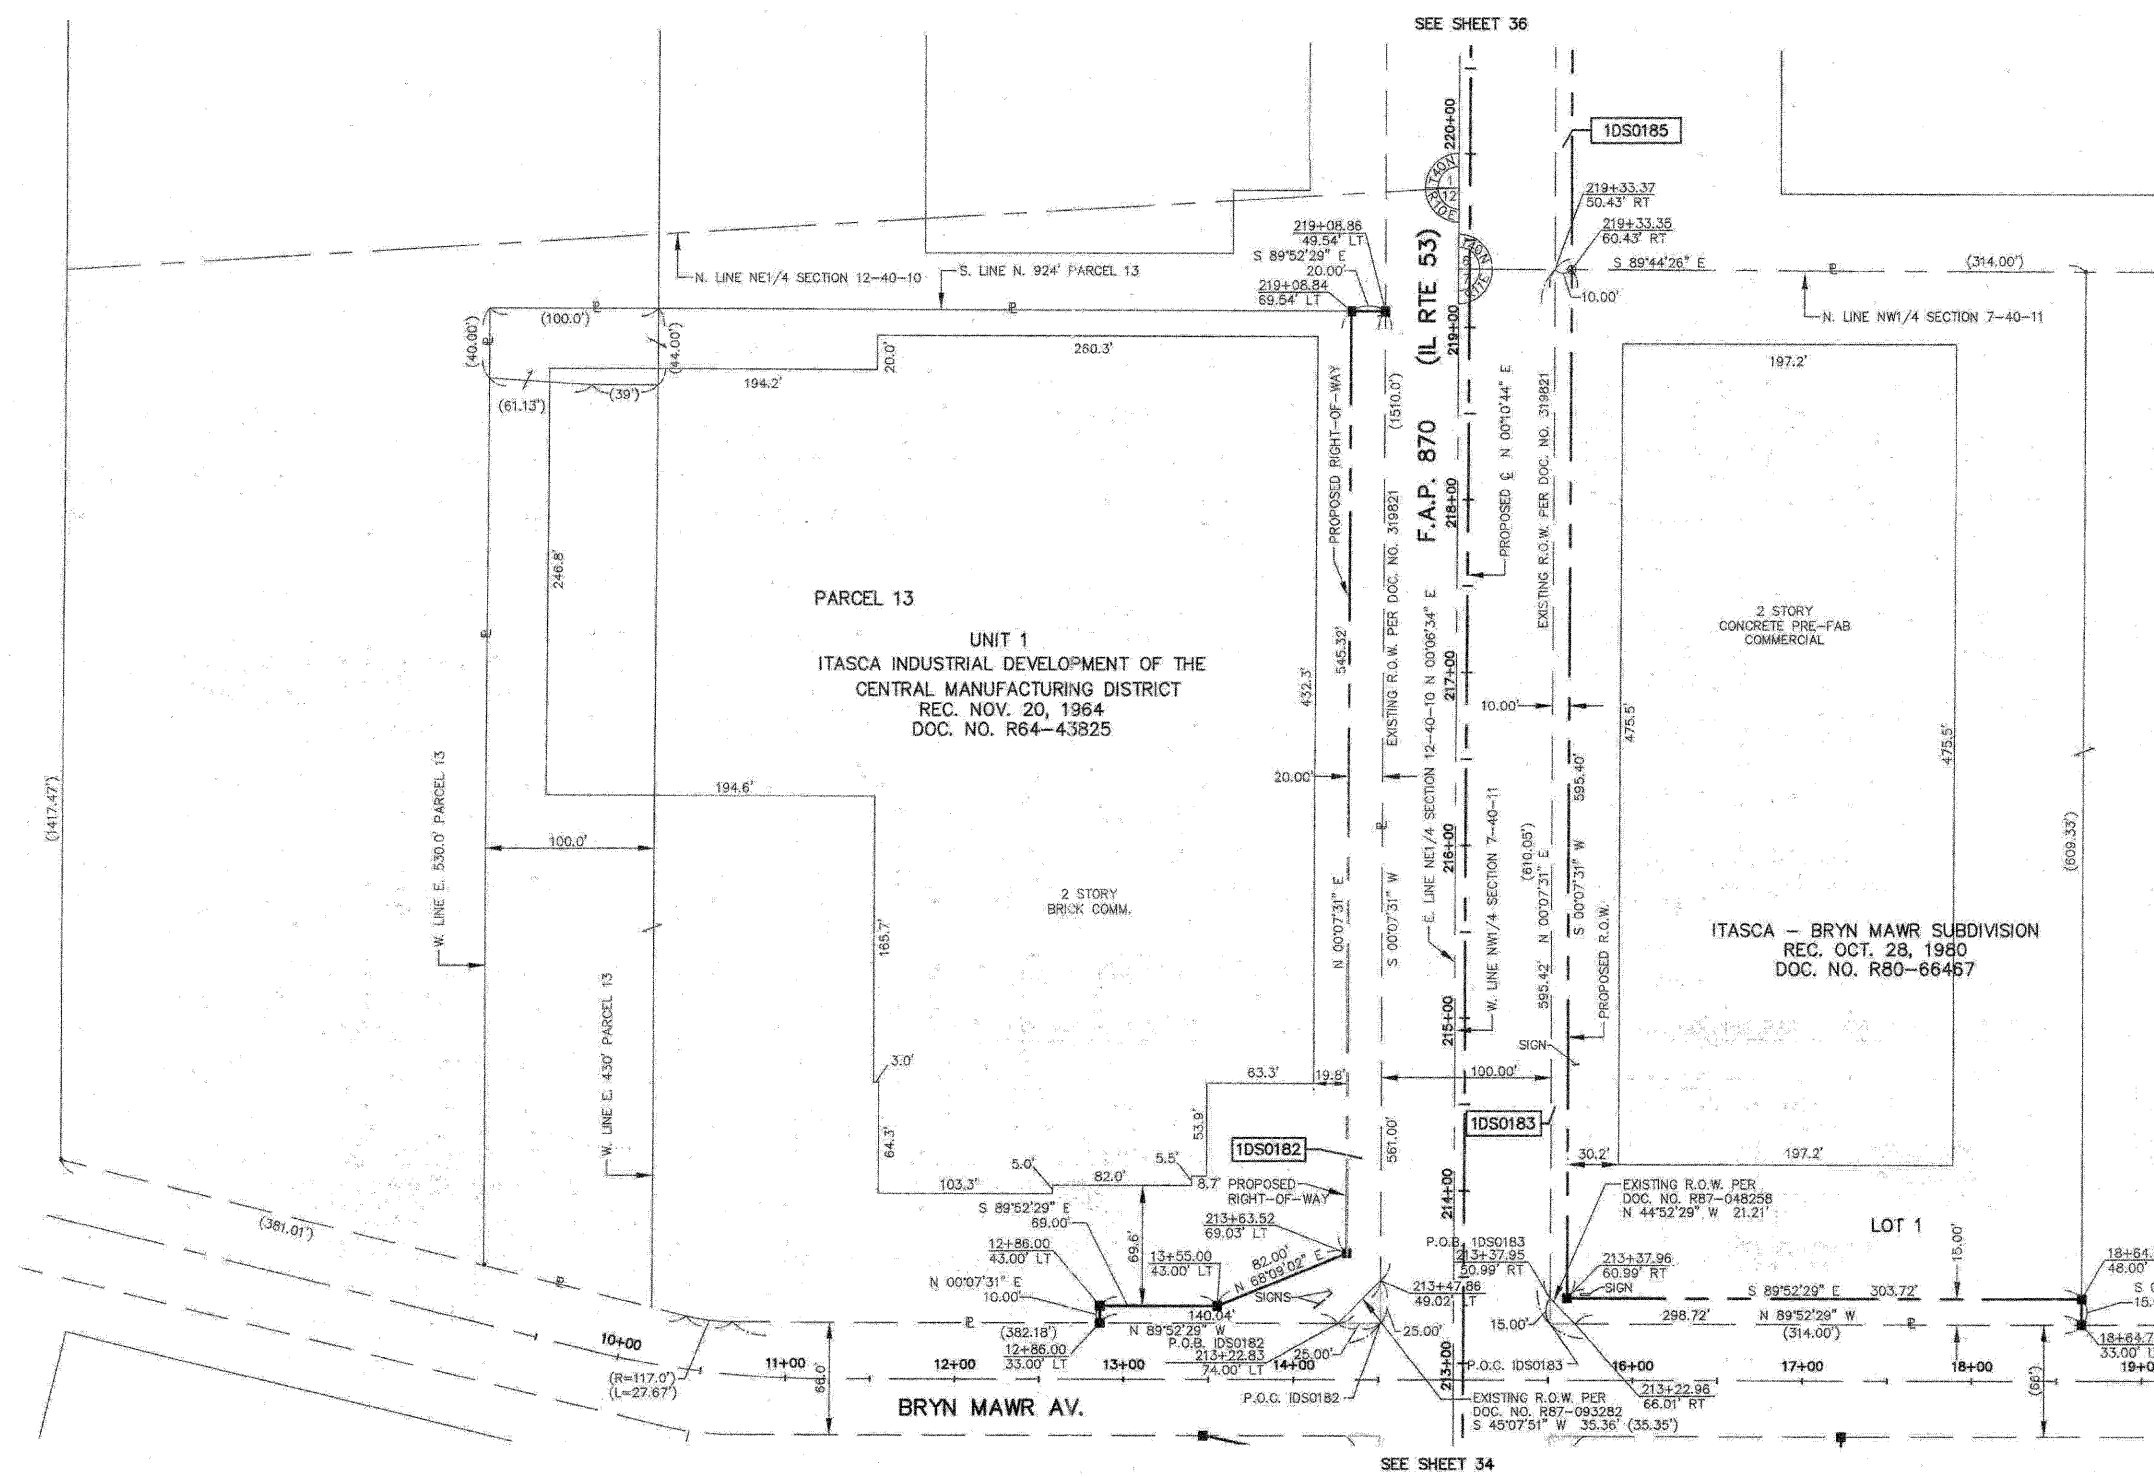 SEE SHEET 36
220+00
1DS0185
T40N
1
12
R10E
219+33.37
50.43' RT
219+33.35
60.43' RT
S 89°44'26" E
(314.00')
10.00'
N. LINE NW1/4 SECTION 7-40-11
219+08.86
49.54' LT
S 89°52'29" E
20.00'
219+08.84
69.54' LT
T40N
6
7
R11E
N. LINE NE1/4 SECTION 12-40-10
S. LINE N. 924' PARCEL 13
(100.0')
(40.00')
(44.00')
(61.13')
(39')
194.2'
20.0'
260.3'
219+00
F.A.P. 870 (IL RTE 53)
PROPOSED RIGHT-OF-WAY
(1510.0')
EXISTING R.O.W. PER DOC. NO. 319821
PROPOSED ℄ N 00°10'44" E
EXISTING R.O.W. PER DOC. NO. 319821
197.2'
218+00
246.8'
PARCEL 13
UNIT 1
ITASCA INDUSTRIAL DEVELOPMENT OF THE
CENTRAL MANUFACTURING DISTRICT
REC. NOV. 20, 1964
DOC. NO. R64-43825
2 STORY
CONCRETE PRE-FAB
COMMERCIAL
545.32'
432.3'
217+00
10.00'
475.5'
475.5'
20.00'
E. LINE NE1/4 SECTION 12-40-10 N 00°06'34" E
W. LINE NW1/4 SECTION 7-40-11
595.40'
(1417.47')
W. LINE E. 530.0' PARCEL 13
100.0'
194.6'
216+00
(610.05')
595.42' N 00°07'31" E
S 00°07'31" W
(609.33')
2 STORY
BRICK COMM.
165.7'
N 00°07'31" E
S 00°07'31" W
PROPOSED R.O.W.
ITASCA - BRYN MAWR SUBDIVISION
REC. OCT. 28, 1980
DOC. NO. R80-66467
W. LINE E. 430' PARCEL 13
215+00
SIGN
3.0'
63.3'
19.8'
100.00'
1DS0183
64.3'
53.9'
1DS0182
561.00'
30.2'
197.2'
5.0'
82.0'
5.5'
103.3'
8.7'
PROPOSED
RIGHT-OF-WAY
214+00
EXISTING R.O.W. PER
DOC. NO. R87-048258
N 44°52'29" W 21.21'
LOT 1
S 89°52'29" E
69.00'
69.6'
213+63.52
69.03' LT
(381.01')
12+86.00
43.00' LT
13+55.00
43.00' LT
82.00'
N 68°09'02" E
P.O.B. 1DS0183
213+37.95
50.99' RT
213+37.96
60.99' RT
SIGN
15.00'
18+64.
48.00'
N 00°07'31" E
10.00'
SIGNS
213+47.86
49.02' LT
S 89°52'29" E 303.72'
140.04'
(382.18')
N 89°52'29" W
P.O.B. 1DS0182
25.00'
15.00'
298.72'
N 89°52'29" W
(314.00')
12+86.00
33.00' LT
213+22.83
74.00' LT
25.00'
P.O.C. 1DS0183
18+64.7
33.00' L
10+00
11+00
12+00
13+00
14+00
213+00
16+00
17+00
18+00
19+0
(R=117.0')
(L=27.67')
66.0'
P.O.C. 1DS0182
213+22.96
66.01' RT
(66')
BRYN MAWR AV.
EXISTING R.O.W. PER
DOC. NO. R87-093282
S 45°07'51" W 35.36' (35.35')
SEE SHEET 34